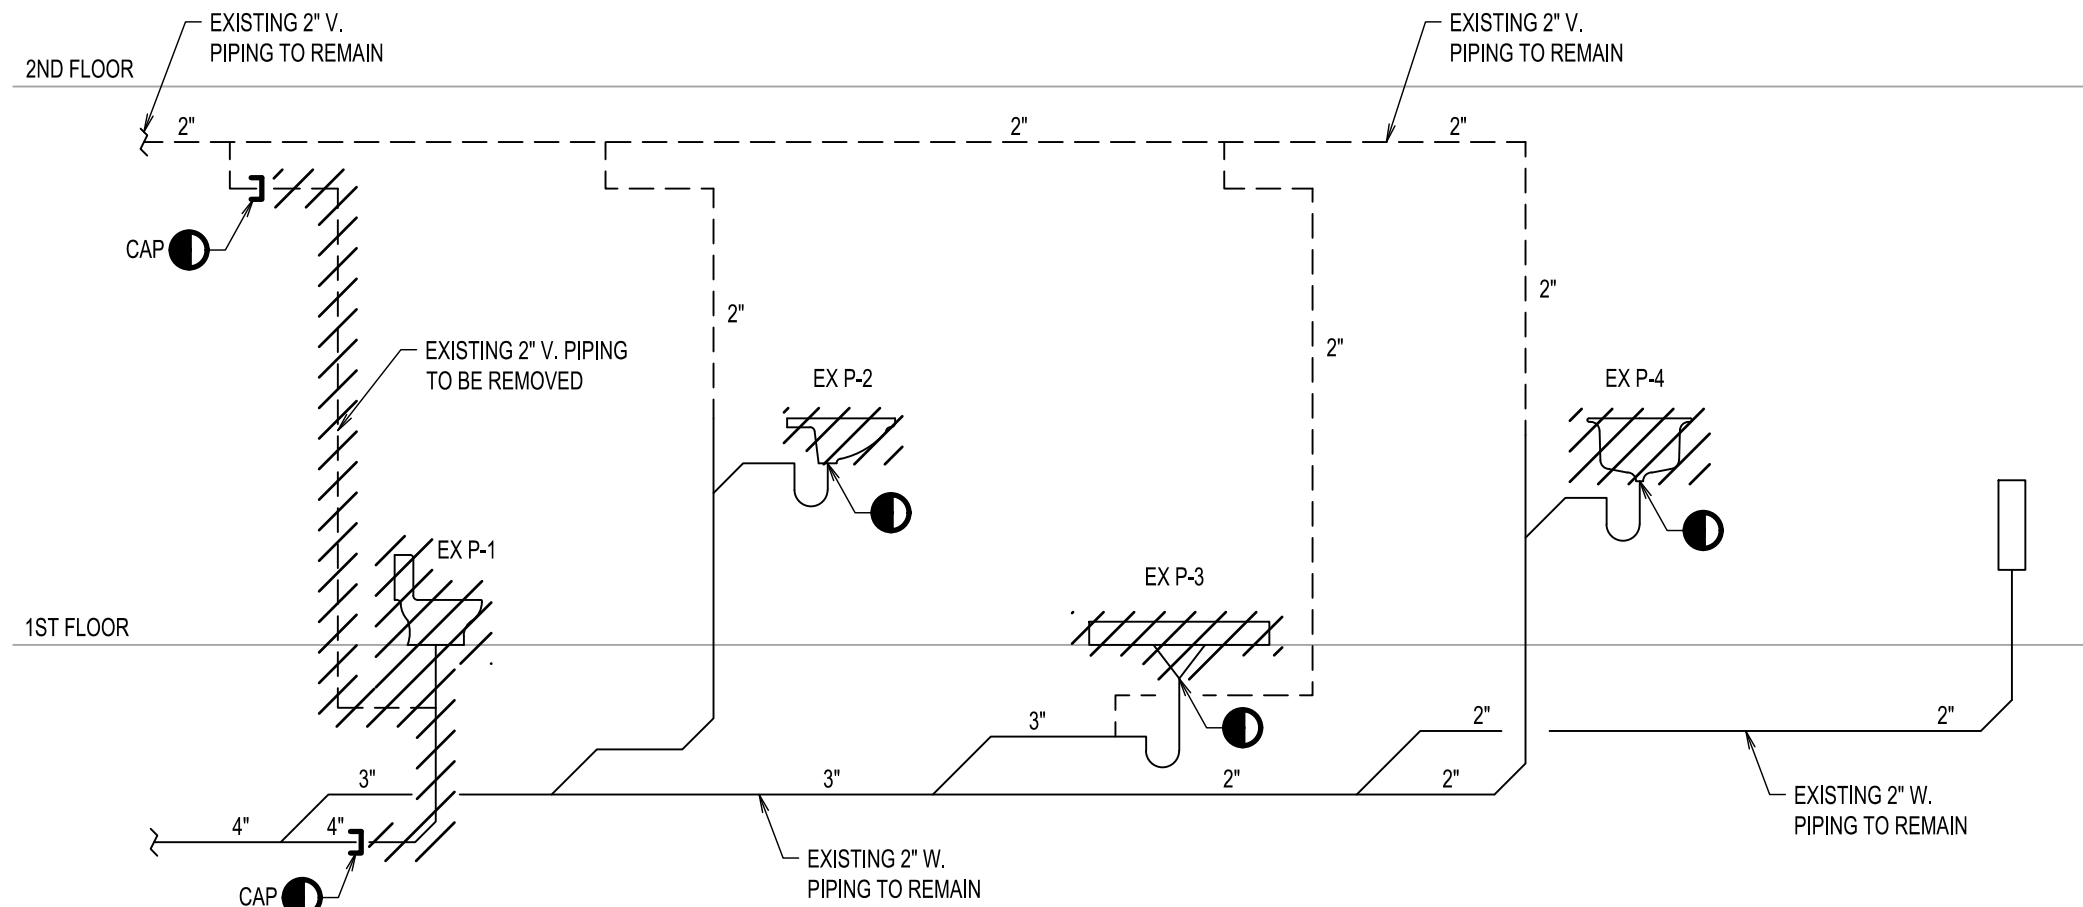 EXISTING 2" V.
PIPING TO REMAIN
EXISTING 2" V.
PIPING TO REMAIN
2ND FLOOR
2"
2"
2"
CAP
2"
2"
2"
EXISTING 2" V. PIPING
TO BE REMOVED
EX P-2
EX P-4
EX P-1
EX P-3
1ST FLOOR
3"
2"
2"
3"
3"
2"
2"
4"
4"
EXISTING 2" W.
PIPING TO REMAIN
EXISTING 2" W.
PIPING TO REMAIN
CAP